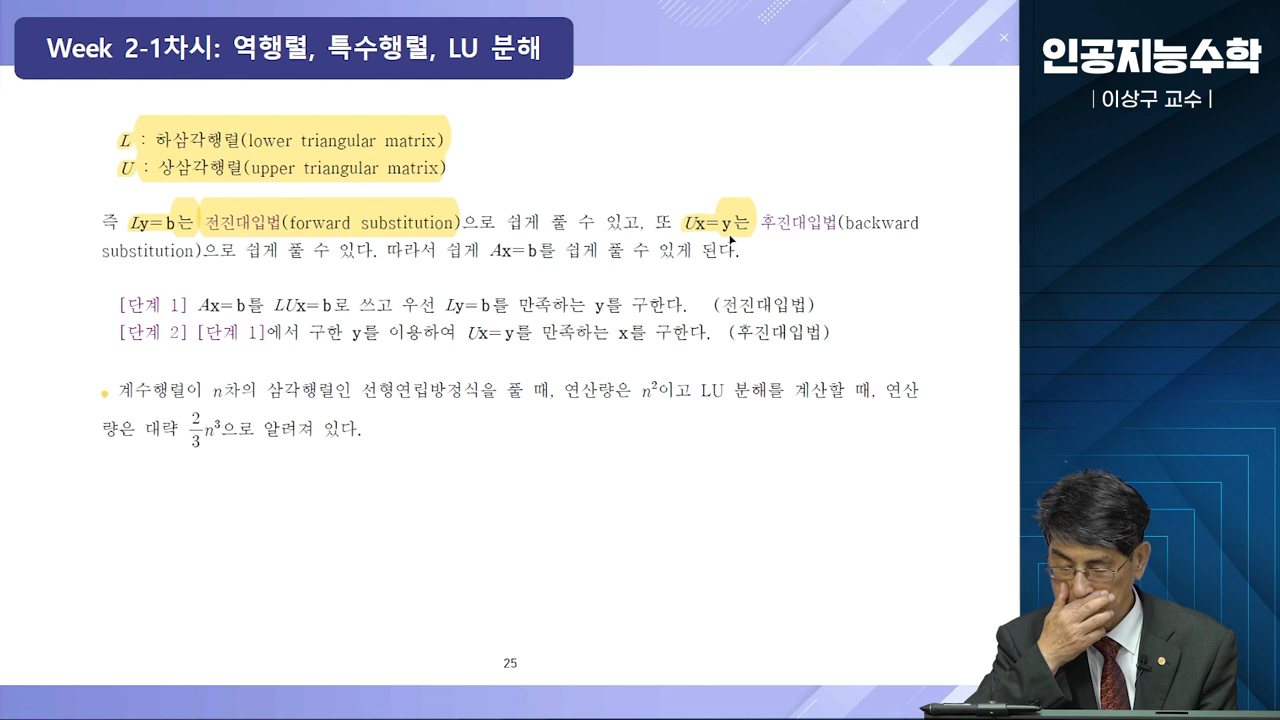 Week 2-1차시: 역행렬, 특수행렬, LU 분해
인공지능수학
| 이상구 교수 |
L : 하삼각행렬(lower triangular matrix)
U : 상삼각행렬(upper triangular matrix)
즉 Ly=b는 전진대입법(forward substitution)으로 쉽게 풀 수 있고, 또 Ux=y는 후진대입법(backward
substitution)으로 쉽게 풀 수 있다. 따라서 쉽게 Ax=b를 쉽게 풀 수 있게 된다.
[단계 1] Ax=b를 LUx=b로 쓰고 우선 Ly=b를 만족하는 y를 구한다. (전진대입법)
[단계 2] [단계 1]에서 구한 y를 이용하여 Ux=y를 만족하는 x를 구한다. (후진대입법)
• 계수행렬이 n차의 삼각행렬인 선형연립방정식을 풀 때, 연산량은 n²이고 LU 분해를 계산할 때, 연산
량은 대략 2/3 n³으로 알려져 있다.
25